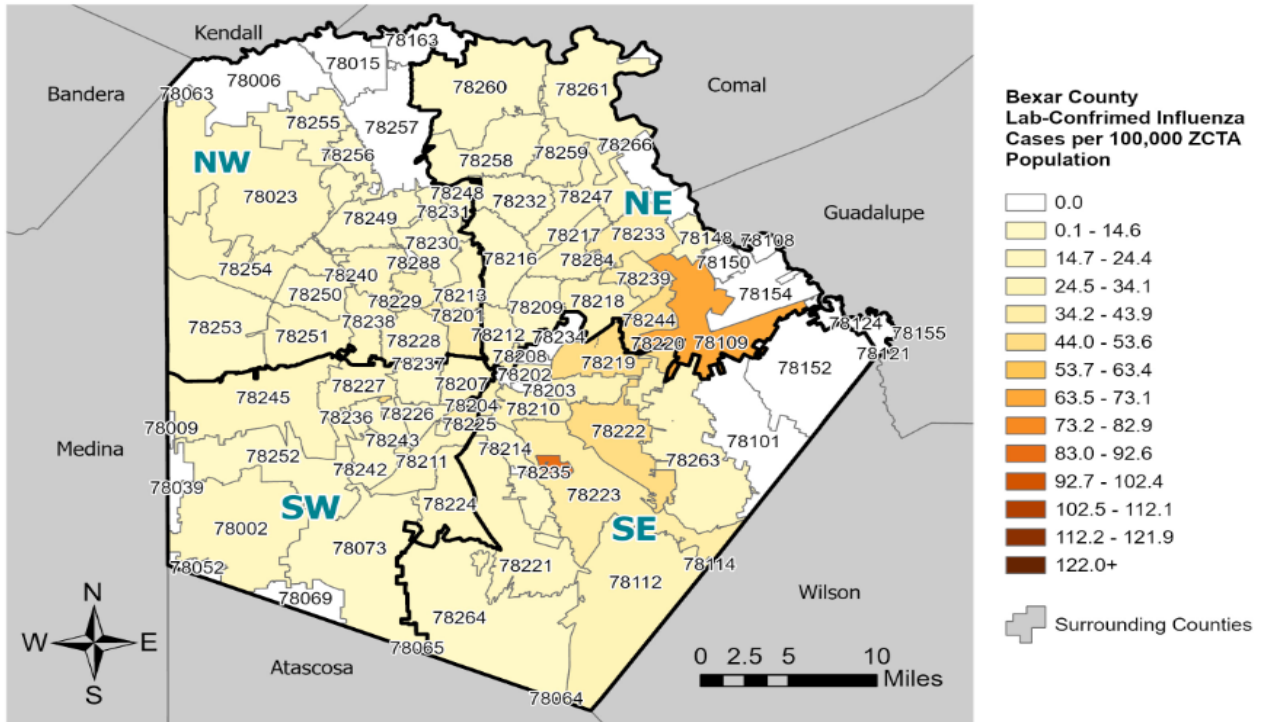 Kendall
78163
78015
Comal
Bandera
78006
78063
78260
78261
Bexar County
Lab-Confrimed Influenza
Cases per 100,000 ZCTA
Population
78255
78257
78256
78258
78259
78266
NW
78023
78248
78232
78247
NE
0.0
78249
78231
Guadalupe
0.1 - 14.6
78230
78217
78233
78148
78108
14.7 - 24.4
78254
78240
78288
78216
78284
78150
24.5 - 34.1
78239
78250
78229
78213
78209
78218
78154
34.2 - 43.9
78253
78251
78238
78201
78244
78124
78155
44.0 - 53.6
78228
78212
78234
78220
78109
78121
53.7 - 63.4
78237
78208
78219
78152
63.5 - 73.1
78227
78207
78202
78203
73.2 - 82.9
78245
78236
78226
78204
78210
83.0 - 92.6
78009
78225
78222
78101
92.7 - 102.4
Medina
78252
78243
78242
78211
78214
78263
102.5 - 112.1
78039
78235
78223
112.2 - 121.9
78002
SW
78224
SE
122.0+
78073
78052
78221
78112
78114
N
78069
Wilson
W
E
78264
Surrounding Counties
S
Atascosa
78065
0 2.5 5 10
Miles
78064